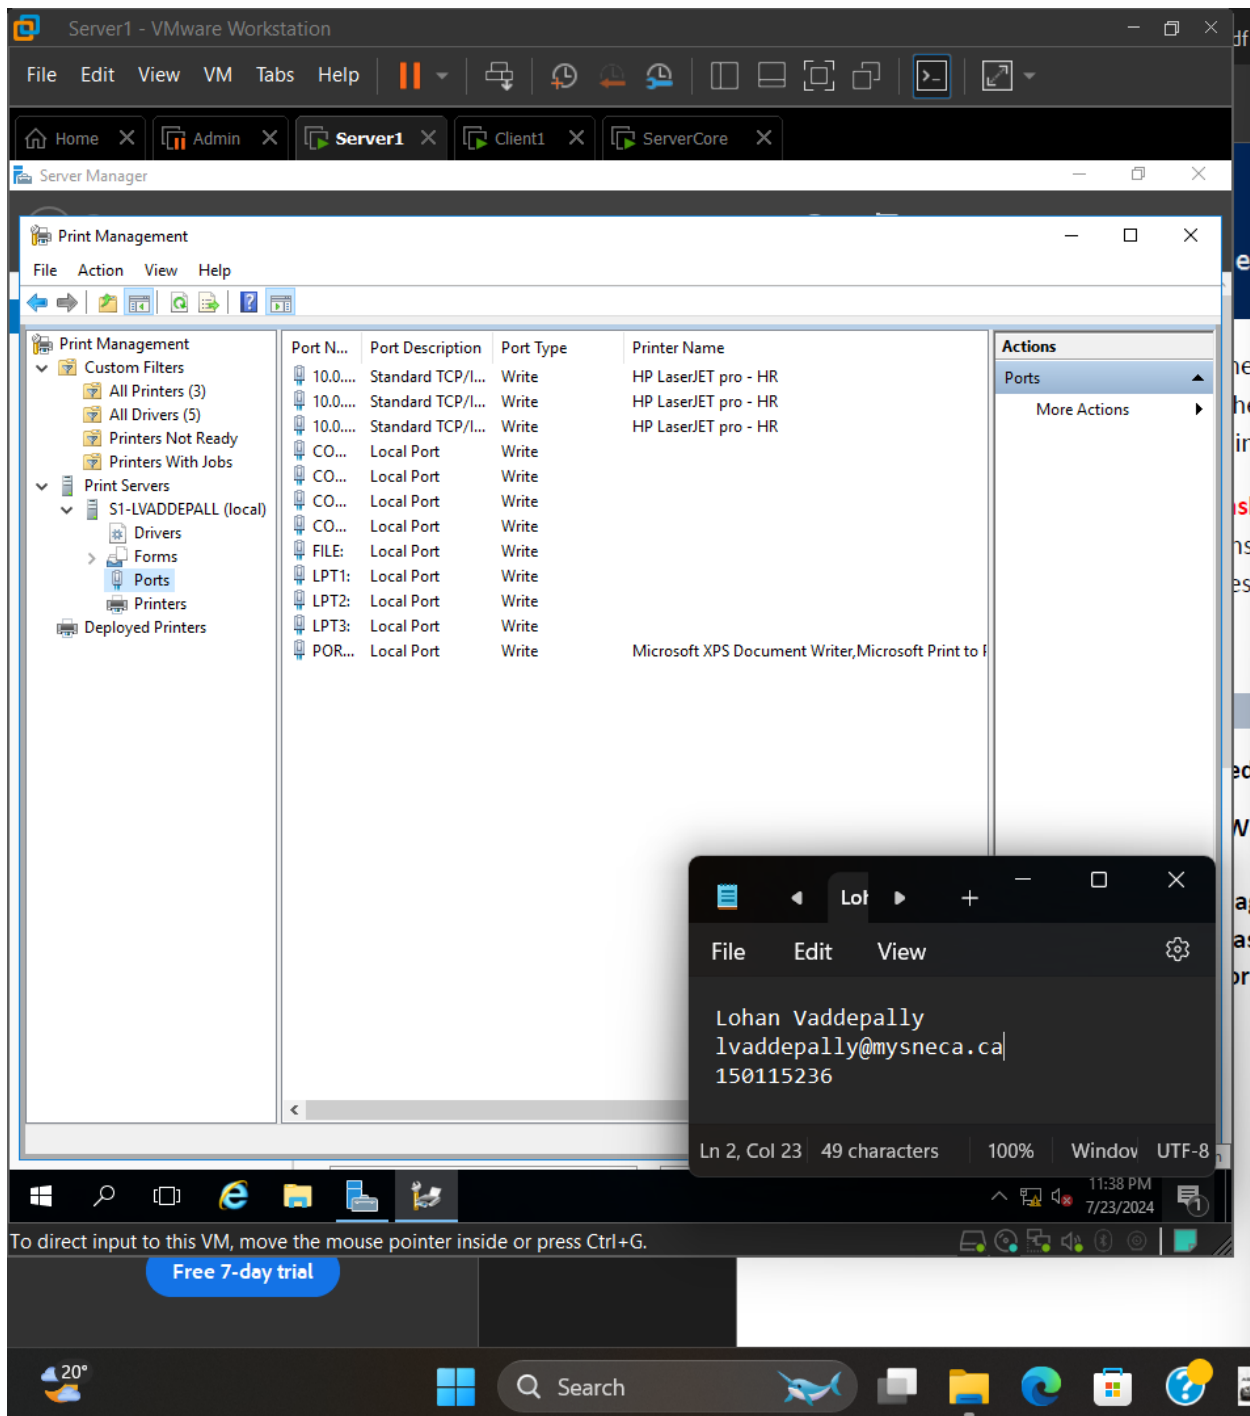 Server1 - VMware Workstation
File Edit View VM Tabs Help
Home Admin Server1 Client1 ServerCore
Server Manager
Print Management
File Action View Help
Print Management
Custom Filters
All Printers (3)
All Drivers (5)
Printers Not Ready
Printers With Jobs
Print Servers
S1-LVADDEPALL (local)
Drivers
Forms
Ports
Printers
Deployed Printers
Port N... Port Description Port Type Printer Name
10.0.... Standard TCP/I... Write HP LaserJET pro - HR
10.0.... Standard TCP/I... Write HP LaserJET pro - HR
10.0.... Standard TCP/I... Write HP LaserJET pro - HR
CO... Local Port Write
CO... Local Port Write
CO... Local Port Write
CO... Local Port Write
FILE: Local Port Write
LPT1: Local Port Write
LPT2: Local Port Write
LPT3: Local Port Write
POR... Local Port Write Microsoft XPS Document Writer,Microsoft Print to
Actions
Ports
More Actions
Loh
File Edit View
Lohan Vaddepally
lvaddepally@mysneca.ca
150115236
Ln 2, Col 23 49 characters 100% Window UTF-8
11:38 PM
7/23/2024
1
To direct input to this VM, move the mouse pointer inside or press Ctrl+G.
Free 7-day trial
20°
Search